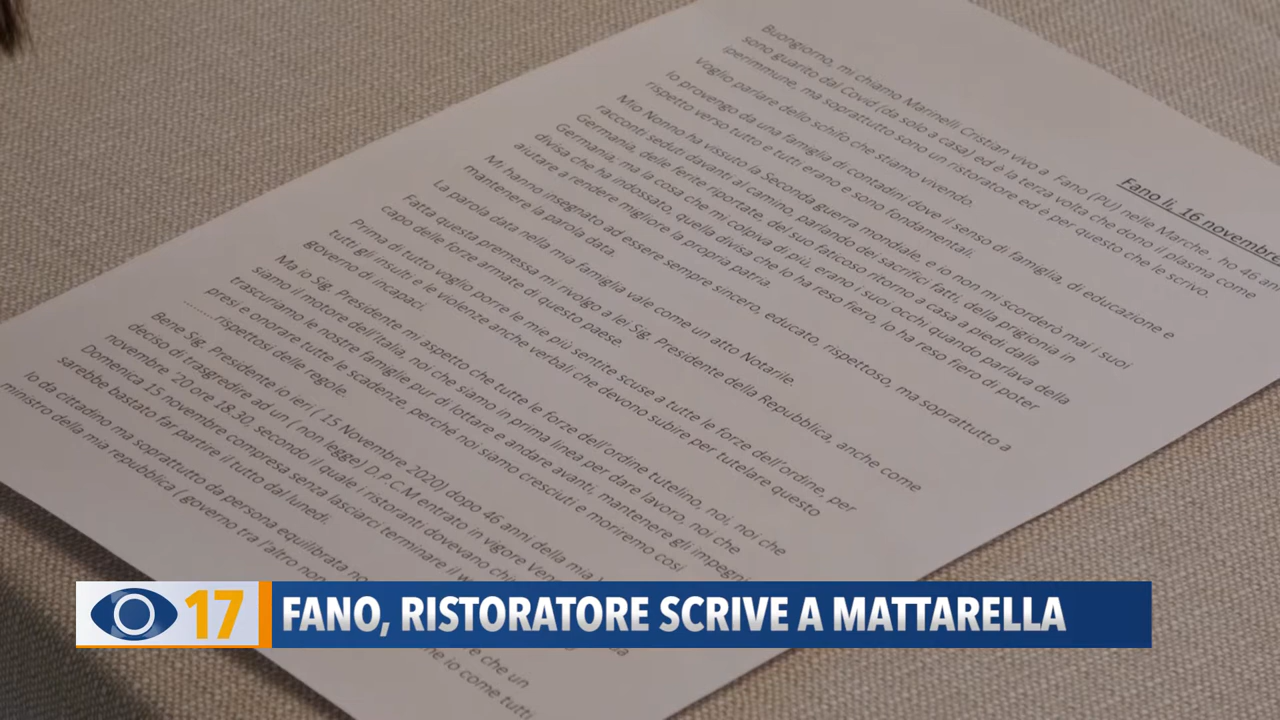 Fano lì, 16 novembre
Buongiorno, mi chiamo Marinelli Cristian vivo a Fano (PU) nelle Marche, ho 46 an
sono guarito dal Covid (da solo a casa) ed è la terza volta che dono il plasma come
iperimmune, ma soprattutto sono un ristoratore ed è per questo che le scrivo.
Voglio parlare dello schifo che stiamo vivendo.
Io provengo da una famiglia di contadini dove il senso di famiglia, di educazione e
rispetto verso tutto e tutti erano e sono fondamentali.
Mio Nonno ha vissuto la Seconda guerra mondiale, e io non mi scorderò mai i suoi
racconti seduti davanti al camino, parlando dei sacrifici fatti, della prigionia in
Germania, delle ferite riportate, del suo faticoso ritorno a casa a piedi dalla
Germania, ma la cosa che mi colpiva di più, erano i suoi occhi quando parlava della
divisa che ha indossato, quella divisa che lo ha reso fiero, lo ha reso fiero di poter
aiutare a rendere migliore la propria patria.
Mi hanno insegnato ad essere sempre sincero, educato, rispettoso, ma soprattutto a
mantenere la parola data.
La parola data nella mia famiglia vale come un atto Notarile.
Fatta questa premessa mi rivolgo a lei Sig. Presidente della Repubblica, anche come
capo delle forze armate di questo paese.
Prima di tutto voglio porre le mie più sentite scuse a tutte le forze dell'ordine, per
tutti gli insulti e le violenze anche verbali che devono subire per tutelare questo
governo di incapaci.
Ma io Sig. Presidente mi aspetto che tutte le forze dell'ordine tutelino, noi, noi che
siamo il motore dell'Italia, noi che siamo in prima linea per dare lavoro, noi che
trascuriamo le nostre famiglie pur di lottare e andare avanti, mantenere gli impegni
presi e onorare tutte le scadenze, perché noi siamo cresciuti e moriremo così
......... rispettosi delle regole.
Bene Sig. Presidente ieri ( 15 Novembre 2020) dopo 46 anni della mia
deciso di trasgredire ad un ( non legge) D.P.C.M entrato in vigore
novembre '20 ore 18.30, secondo il quale i ristoranti dovevano
Domenica 15 novembre compresa senza lasciarci terminare il
sarebbe bastato far partire il tutto dal lunedì.
Io da cittadino ma soprattutto da persona equilibrata che un
ministro della mia repubblica ( governo tra l'altro non io come tutti
17 FANO, RISTORATORE SCRIVE A MATTARELLA